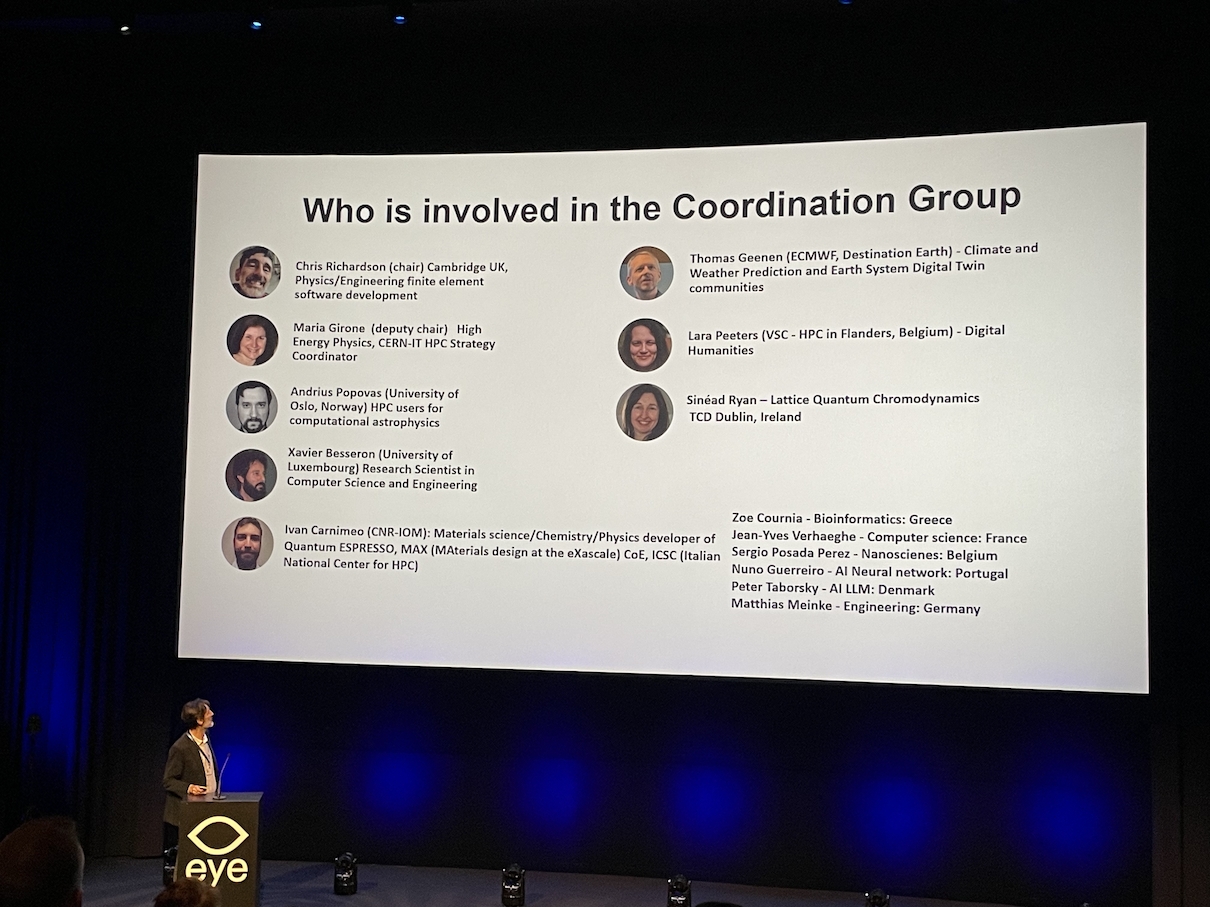 Who is involved in the Coordination Group
Chris Richardson (chair) Cambridge UK,
Physics/Engineering finite element
software development
Maria Girone (deputy chair) High
Energy Physics, CERN-IT HPC Strategy
Coordinator
Andrius Popovas (University of
Oslo, Norway) HPC users for
computational astrophysics
Xavier Besseron (University of
Luxembourg) Research Scientist in
Computer Science and Engineering
Ivan Carnimeo (CNR-IOM): Materials science/Chemistry/Physics developer of
Quantum ESPRESSO, MAX (MAterials design at the eXascale) CoE, ICSC (Italian
National Center for HPC)
Thomas Geenen (ECMWF, Destination Earth) - Climate and
Weather Prediction and Earth System Digital Twin
communities
Lara Peeters (VSC - HPC in Flanders, Belgium) - Digital
Humanities
Sinéad Ryan – Lattice Quantum Chromodynamics
TCD Dublin, Ireland
Zoe Cournia - Bioinformatics: Greece
Jean-Yves Verhaeghe - Computer science: France
Sergio Posada Perez - Nanoscienes: Belgium
Nuno Guerreiro - AI Neural network: Portugal
Peter Taborsky - AI LLM: Denmark
Matthias Meinke - Engineering: Germany
eye